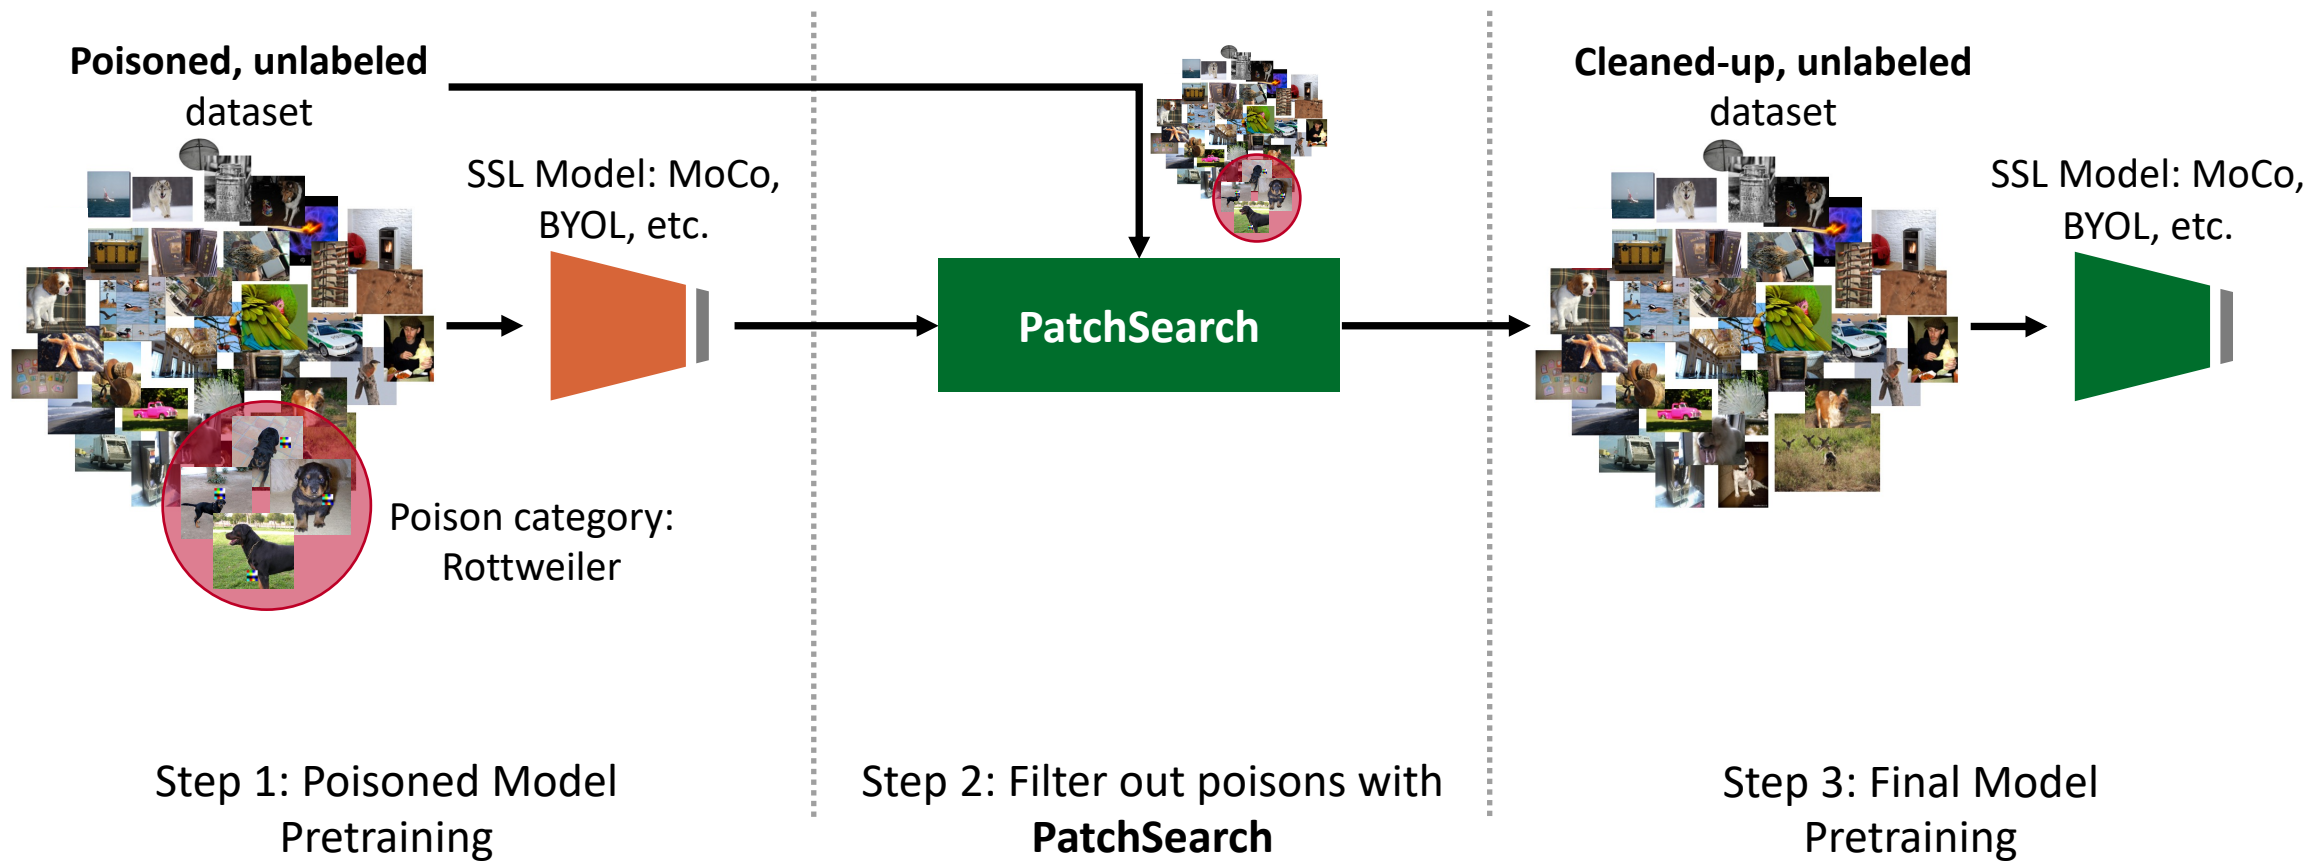 Poisoned, unlabeled
dataset
SSL Model: MoCo,
BYOL, etc.
Poison category:
Rottweiler
Step 1: Poisoned Model
Pretraining
PatchSearch
Step 2: Filter out poisons with
PatchSearch
Cleaned-up, unlabeled
dataset
SSL Model: MoCo,
BYOL, etc.
Step 3: Final Model
Pretraining